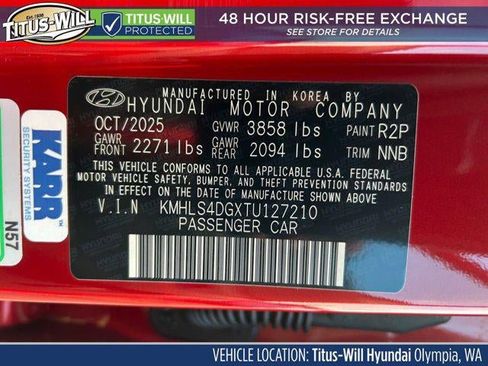 EST. 1938
TITUS-WILL
TITUS-WILL
PROTECTED
48 HOUR RISK-FREE EXCHANGE
SEE STORE FOR DETAILS
MANUFACTURED IN KOREA BY
HYUNDAI MOTOR COMPANY
OCT/2025 GVWR 3858 lbs PAINT R2P
GAWR FRONT 2271 lbs GAWR REAR 2094 lbs TRIM NNB
THIS VEHICLE CONFORMS TO ALL APPLICABLE U.S.A. FEDERAL
MOTOR VEHICLE SAFETY, BUMPER, AND THEFT PREVENTION STANDARDS
IN EFFECT ON THE DATE OF MANUFACTURE SHOWN ABOVE.
V.I.N KMHLS4DGXTU127210
PASSENGER CAR
KARR
SECURITY SYSTEMS
N57
VEHICLE LOCATION: Titus-Will Hyundai Olympia, WA